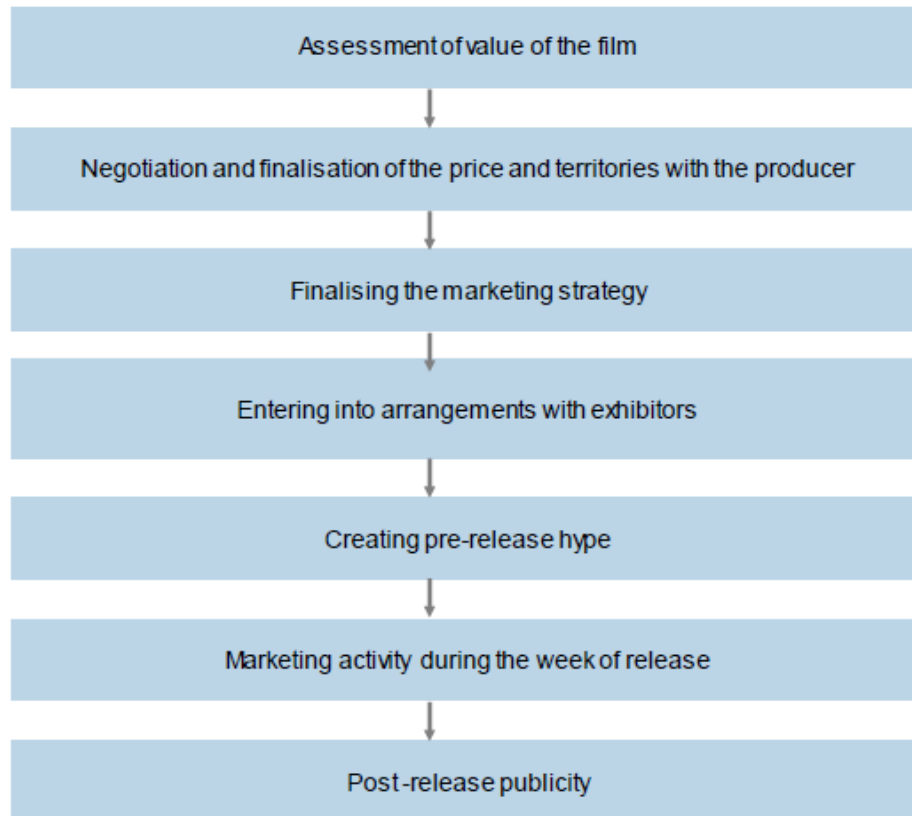 Assessment of value of the film
Negotiation and finalisation of the price and territories with the producer
Finalising the marketing strategy
Entering into arrangements with exhibitors
Creating pre-release hype
Marketing activity during the week of release
Post-release publicity